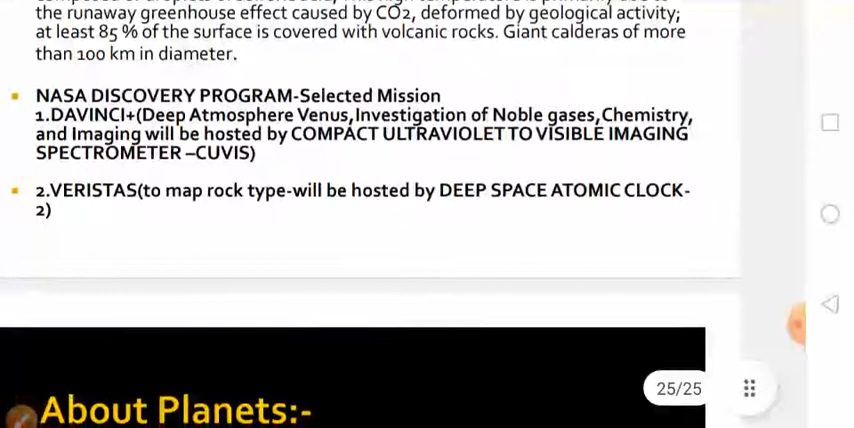 the runaway greenhouse effect caused by CO2, deformed by geological activity;
at least 85 % of the surface is covered with volcanic rocks. Giant calderas of more
than 100 km in diameter.
NASA DISCOVERY PROGRAM-Selected Mission
1.DAVINCI+(Deep Atmosphere Venus,Investigation of Noble gases,Chemistry,
and Imaging will be hosted by COMPACT ULTRAVIOLET TO VISIBLE IMAGING
SPECTROMETER –CUVIS)
2.VERISTAS(to map rock type-will be hosted by DEEP SPACE ATOMIC CLOCK-
2)
25/25
About Planets:-